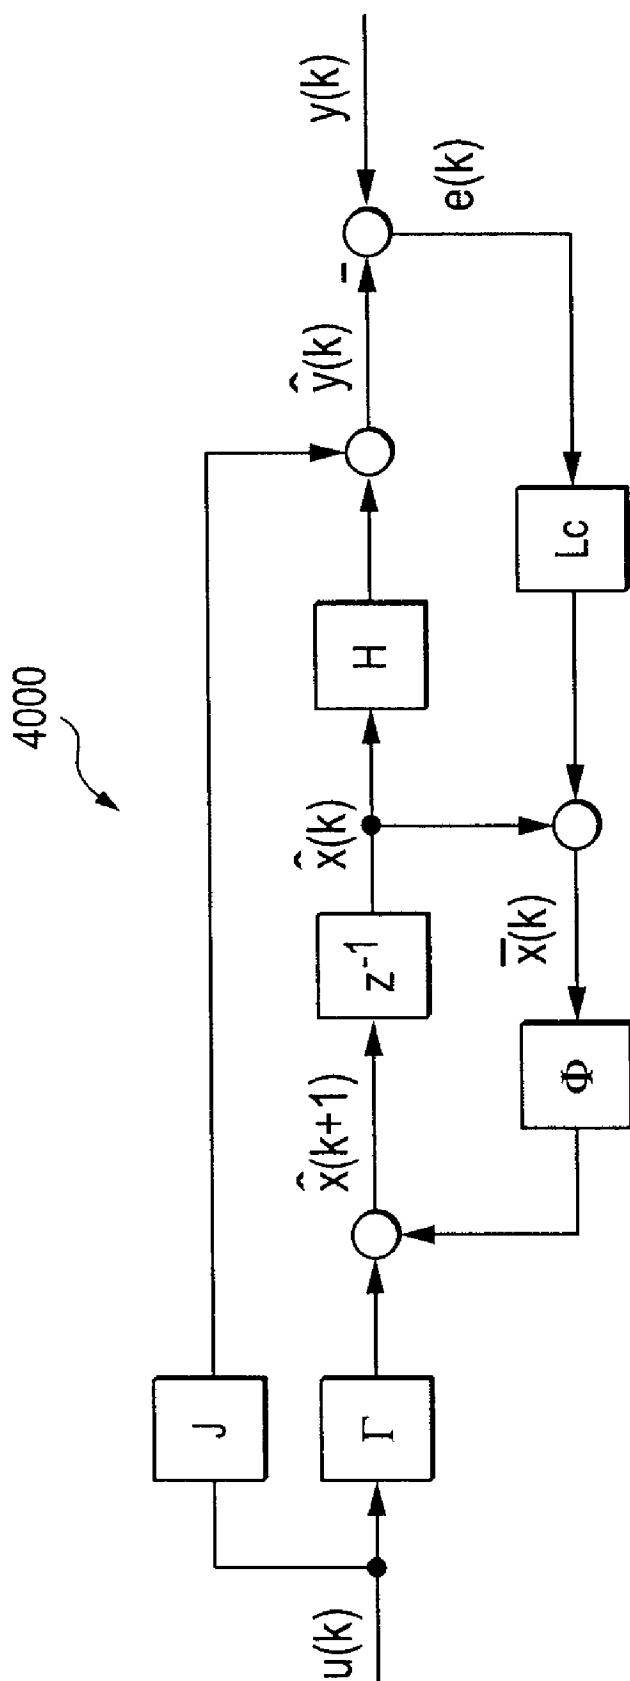 4000
u(k)
J
Γ
x̂(k+1)
z⁻¹
x̂(k)
H
ŷ(k)
-
y(k)
e(k)
Lc
x̄(k)
Φ